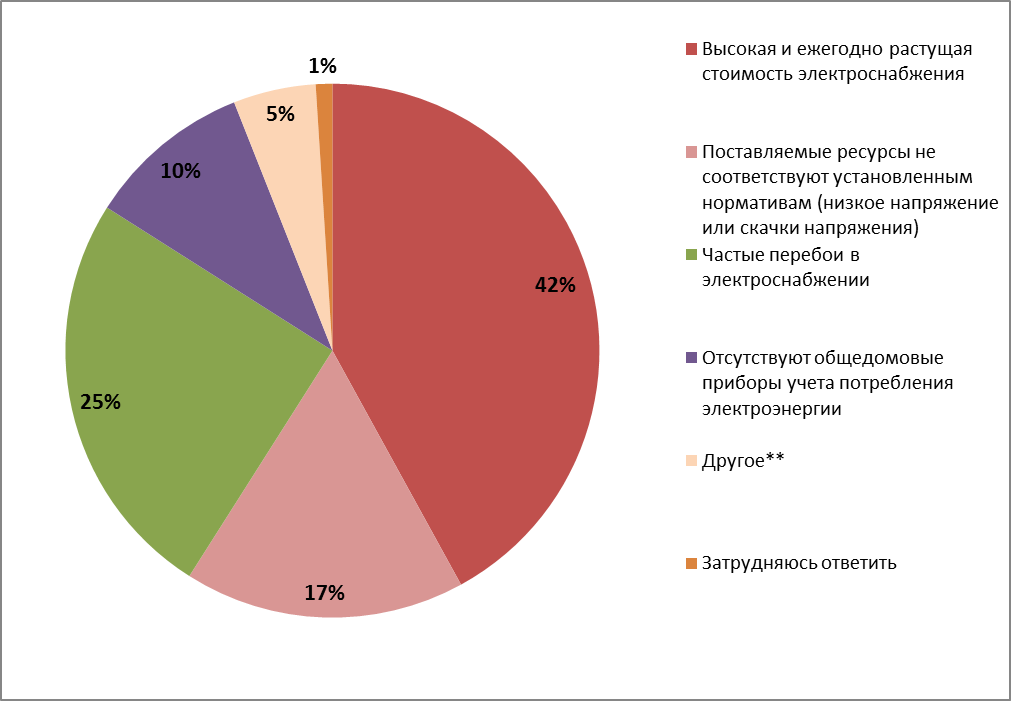 1%
5%
10%
42%
25%
17%
Высокая и ежегодно растущая
стоимость электроснабжения
Поставляемые ресурсы не
соответствуют установленным
нормативам (низкое напряжение
или скачки напряжения)
Частые перебои в
электроснабжении
Отсутствуют общедомовые
приборы учета потребления
электроэнергии
Другое**
Затрудняюсь ответить